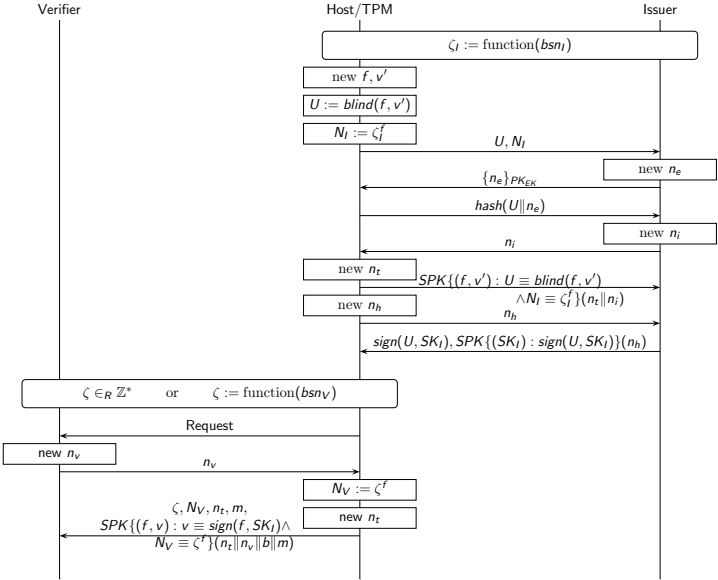 Verifier Host/TPM Issuer
ζ_I := function(bsn_I)
new f, v′
U := blind(f, v′)
N_I := ζ_I^f
U, N_I
new n_e
{n_e}_{PK_{EK}}
hash(U‖n_e)
new n_i
n_i
new n_t
SPK{(f, v′) : U ≡ blind(f, v′)
∧N_I ≡ ζ_I^f}(n_t‖n_i)
new n_h
n_h
sign(U, SK_I), SPK{(SK_I) : sign(U, SK_I)}(n_h)
ζ ∈_R ℤ* or ζ := function(bsn_V)
Request
new n_v
n_v
N_V := ζ^f
new n_t
ζ, N_V, n_t, m,
SPK{(f, v) : v ≡ sign(f, SK_I)∧
N_V ≡ ζ^f}(n_t‖n_v‖b‖m)